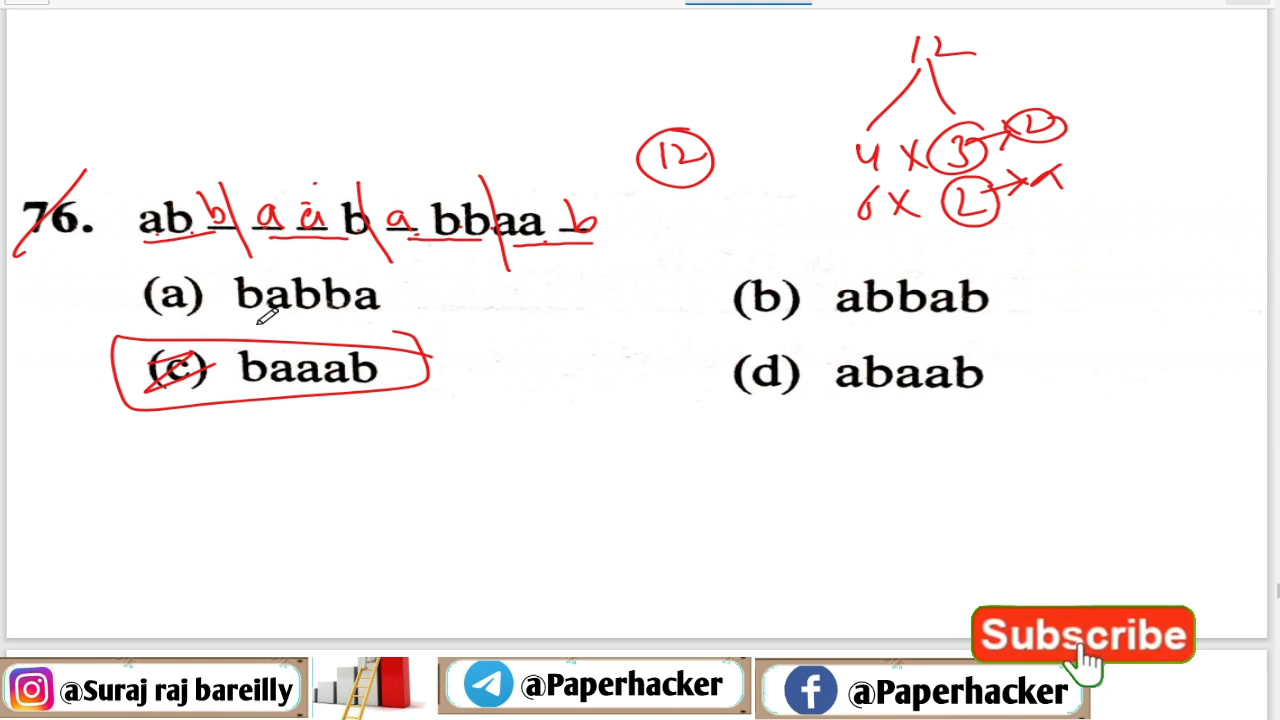 12
4 x 3 2
12
6 x 2
76. ab b a a b a bbaa b
(a) babba (b) abbab
(c) baaab (d) abaab
Subscribe
@Suraj raj bareilly @Paperhacker @Paperhacker